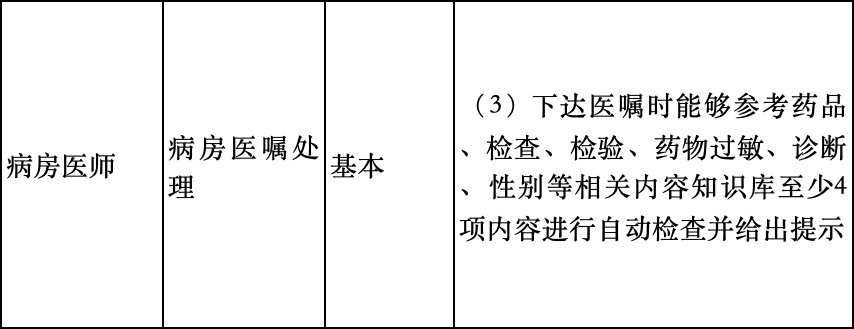 病房医师
病房医嘱处
理
基本
（3）下达医嘱时能够参考药品
、检查、检验、药物过敏、诊断
、性别等相关内容知识库至少4
项内容进行自动检查并给出提示